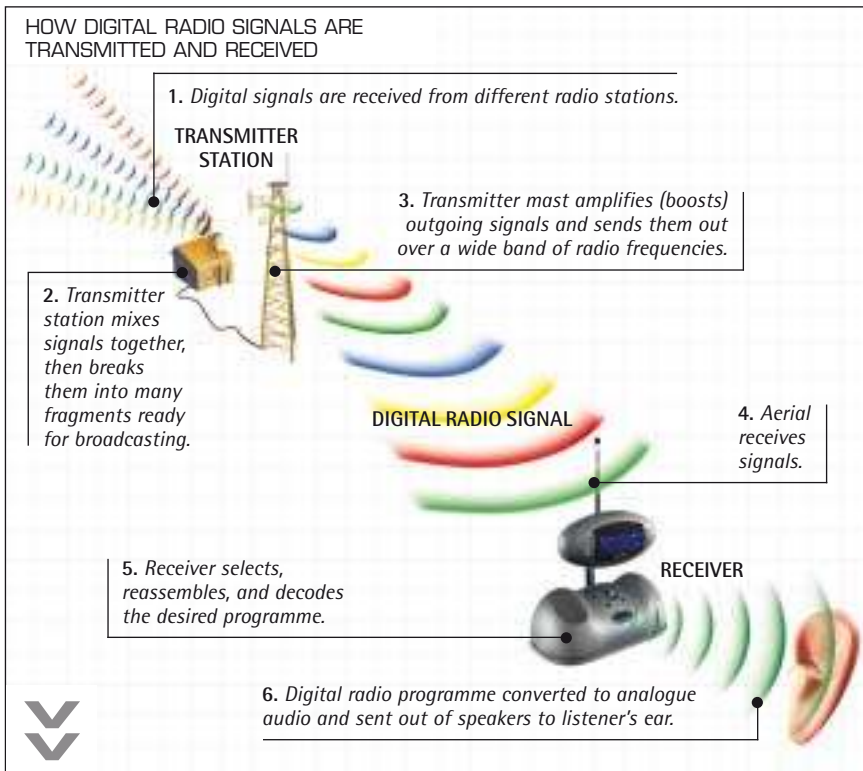 HOW DIGITAL RADIO SIGNALS ARE
TRANSMITTED AND RECEIVED
1. Digital signals are received from different radio stations.
TRANSMITTER
STATION
3. Transmitter mast amplifies (boosts)
outgoing signals and sends them out
over a wide band of radio frequencies.
2. Transmitter
station mixes
signals together,
then breaks
them into many
fragments ready
for broadcasting.
DIGITAL RADIO SIGNAL
4. Aerial
receives
signals.
5. Receiver selects,
reassembles, and decodes
the desired programme.
RECEIVER
6. Digital radio programme converted to analogue
audio and sent out of speakers to listener's ear.